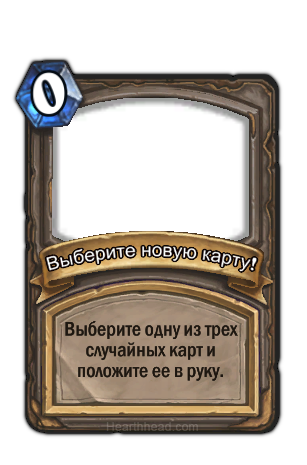 0
Выберите новую карту!
Выберите одну из трех
случайных карт и
положите ее в руку.
Hearthhead.com